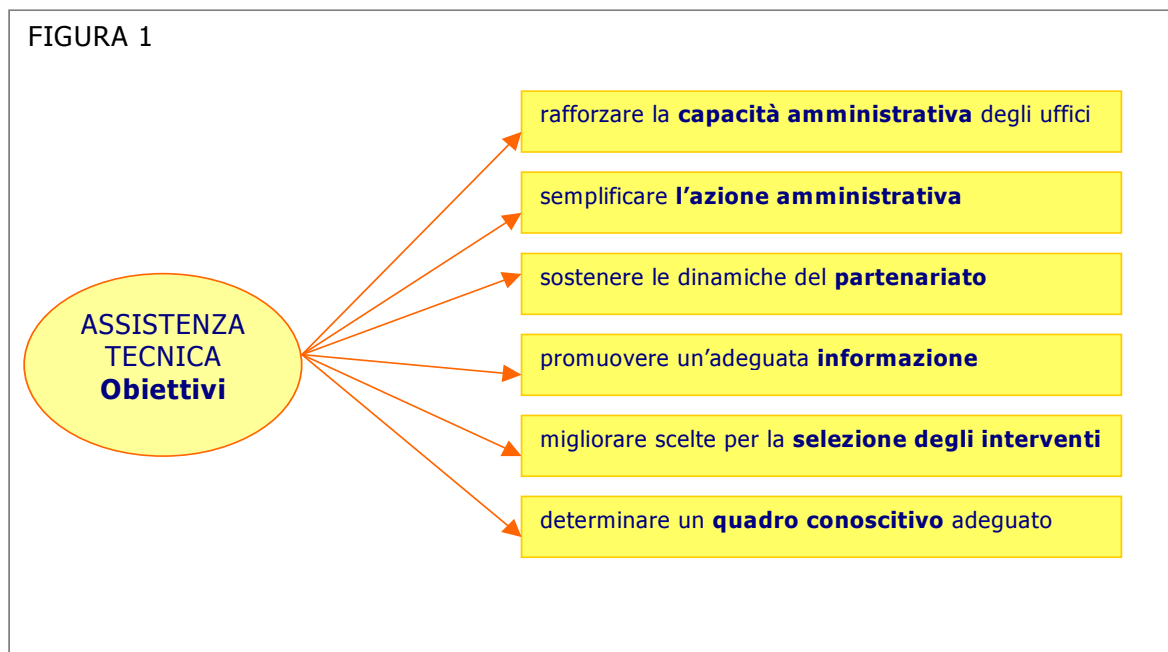 FIGURA 1
rafforzare la capacità amministrativa degli uffici
semplificare l’azione amministrativa
sostenere le dinamiche del partenariato
ASSISTENZA
TECNICA
Obiettivi
promuovere un’adeguata informazione
migliorare scelte per la selezione degli interventi
determinare un quadro conoscitivo adeguato